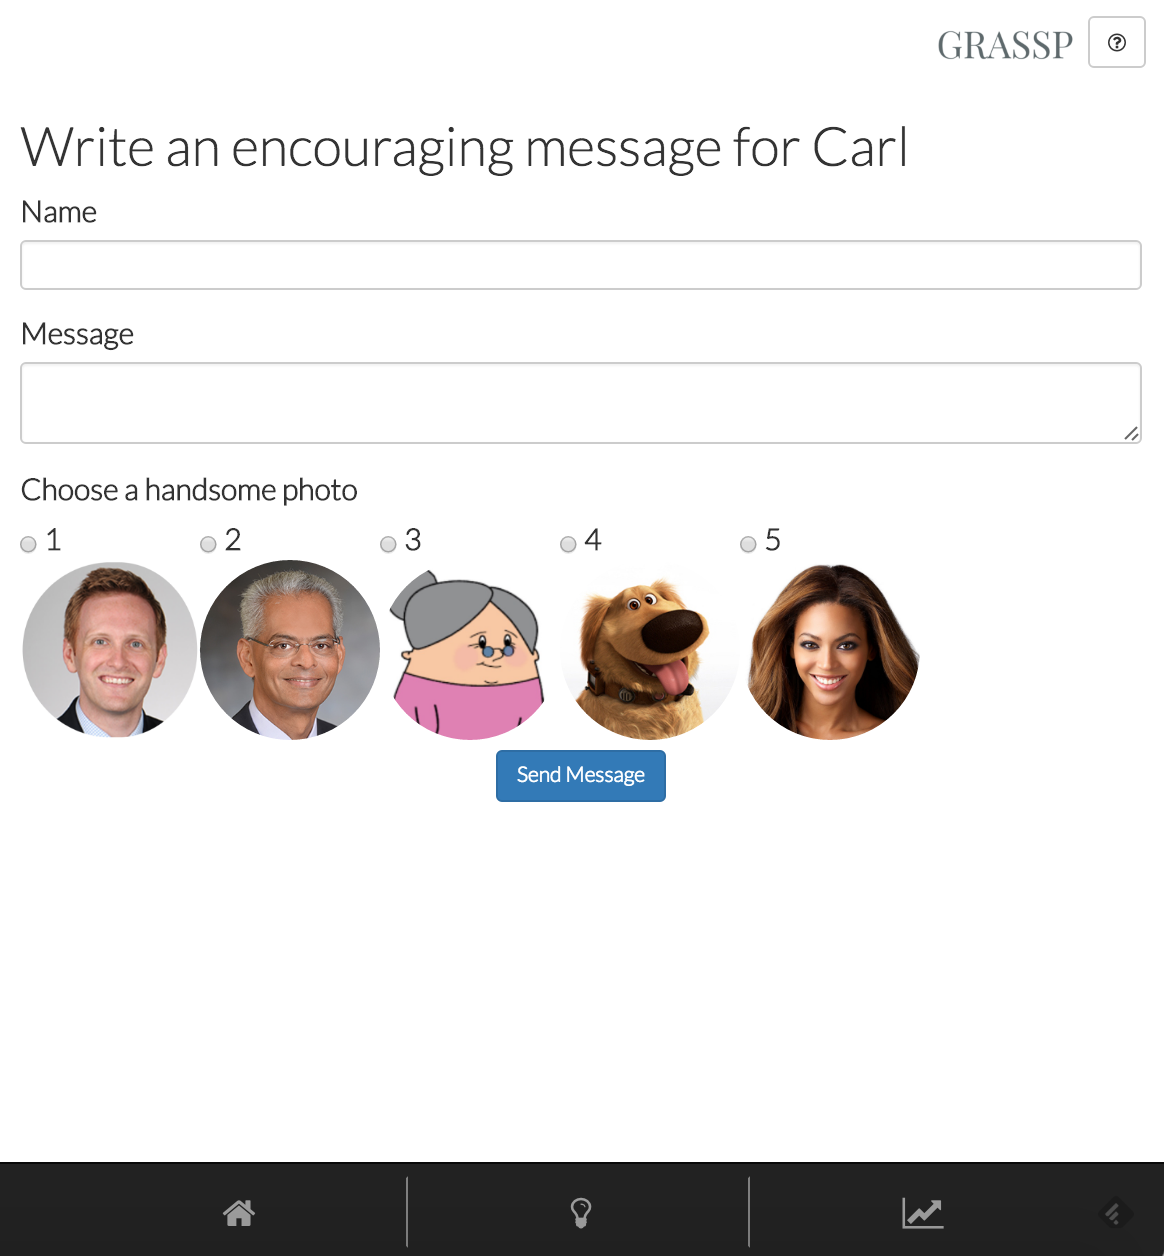 GRASSP
Write an encouraging message for Carl
Name
Message
Choose a handsome photo
1 2 3 4 5
Send Message